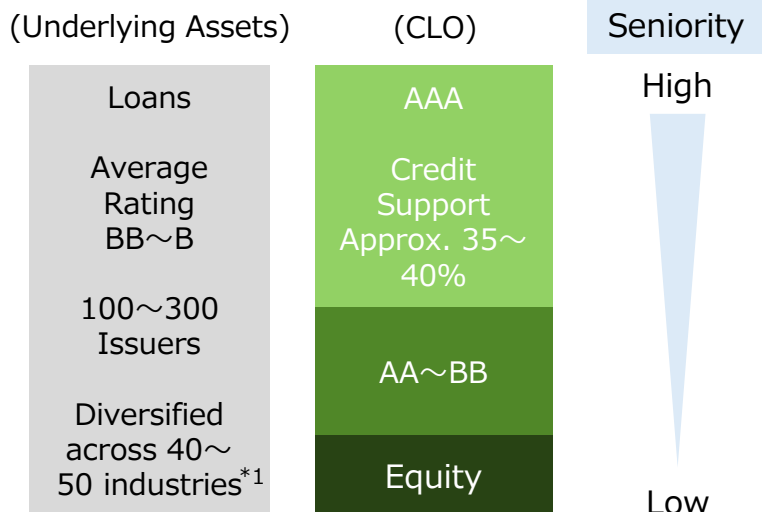 (Underlying Assets)
(CLO)
Seniority
Loans
Average
Rating
BB～B
100～300
Issuers
Diversified
across 40～
50 industries*1
AAA
Credit
Support
Approx. 35～
40%
AA～BB
Equity
High
Low